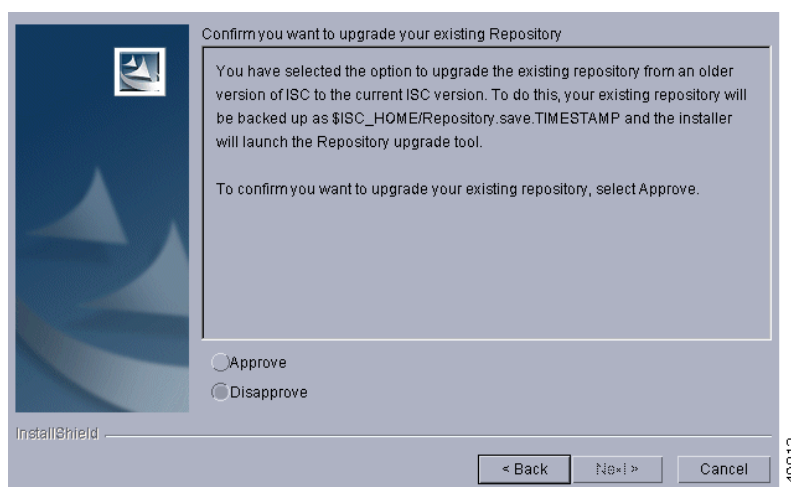 Confirm you want to upgrade your existing Repository
You have selected the option to upgrade the existing repository from an older
version of ISC to the current ISC version. To do this, your existing repository will
be backed up as $ISC_HOME/Repository.save.TIMESTAMP and the installer
will launch the Repository upgrade tool.
To confirm you want to upgrade your existing repository, select Approve.
Approve
Disapprove
InstallShield
< Back Next > Cancel